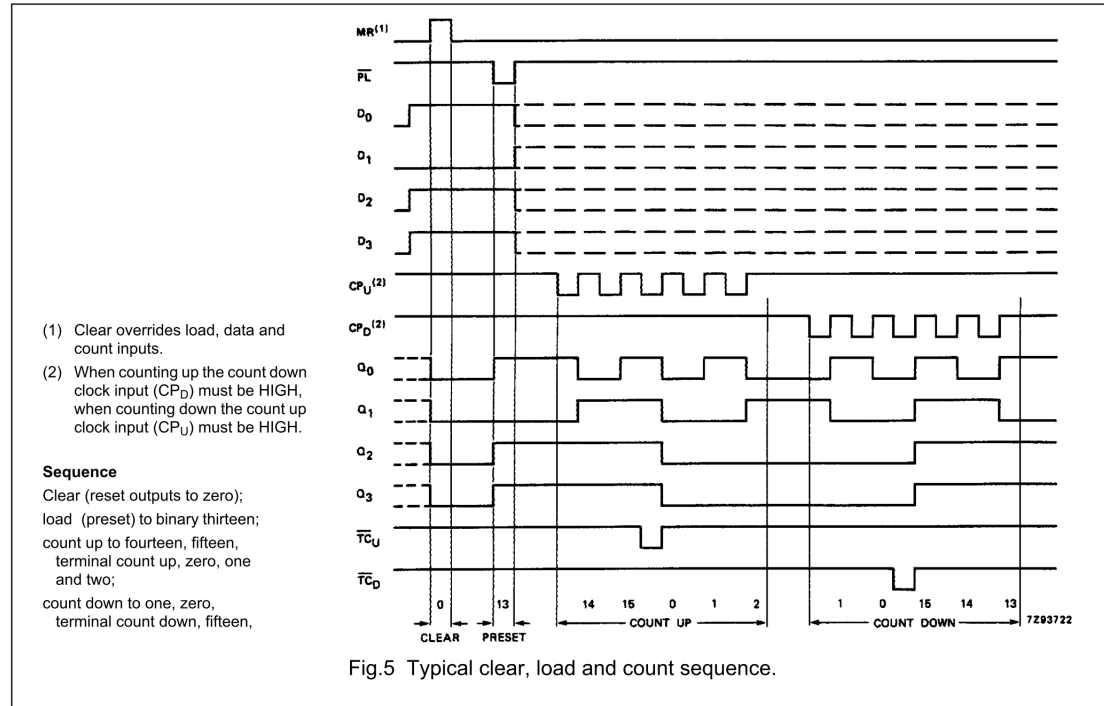 MR(1)
PL
D0
D1
D2
D3
CPU(2)
CPD(2)
Q0
Q1
Q2
Q3
TCU
TCD
0 13 14 15 0 1 2 1 0 15 14 13
CLEAR PRESET COUNT UP COUNT DOWN 7Z93722
(1) Clear overrides load, data and
count inputs.
(2) When counting up the count down
clock input (CPD) must be HIGH,
when counting down the count up
clock input (CPU) must be HIGH.
Sequence
Clear (reset outputs to zero);
load (preset) to binary thirteen;
count up to fourteen, fifteen,
terminal count up, zero, one
and two;
count down to one, zero,
terminal count down, fifteen,
Fig.5 Typical clear, load and count sequence.